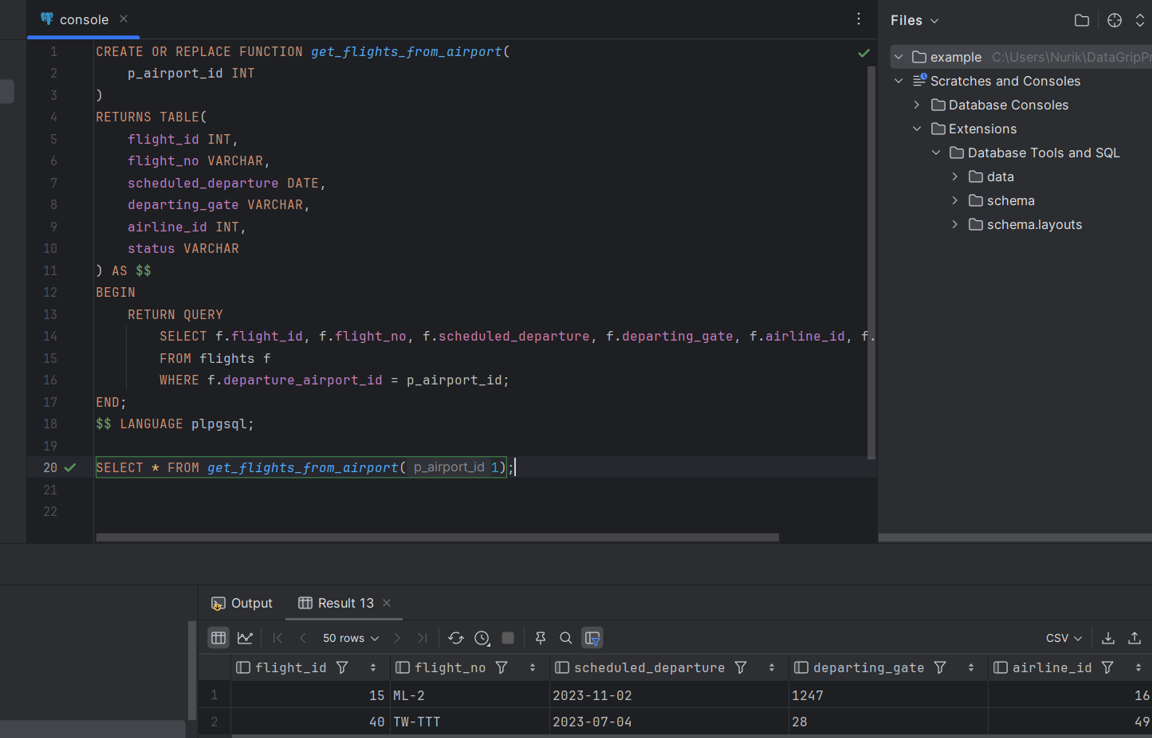 console
1 CREATE OR REPLACE FUNCTION get_flights_from_airport(
2 p_airport_id INT
3 )
4 RETURNS TABLE(
5 flight_id INT,
6 flight_no VARCHAR,
7 scheduled_departure DATE,
8 departing_gate VARCHAR,
9 airline_id INT,
10 status VARCHAR
11 ) AS $$
12 BEGIN
13 RETURN QUERY
14 SELECT f.flight_id, f.flight_no, f.scheduled_departure, f.departing_gate, f.airline_id, f.
15 FROM flights f
16 WHERE f.departure_airport_id = p_airport_id;
17 END;
18 $$ LANGUAGE plpgsql;
19
20 SELECT * FROM get_flights_from_airport( p_airport_id 1);
21
22
Files
example C:\Users\Nurik\DataGripPr
Scratches and Consoles
Database Consoles
Extensions
Database Tools and SQL
data
schema
schema.layouts
Output Result 13
50 rows CSV
flight_id flight_no scheduled_departure departing_gate airline_id
1 15 ML-2 2023-11-02 1247 16
2 40 TW-TTT 2023-07-04 28 49